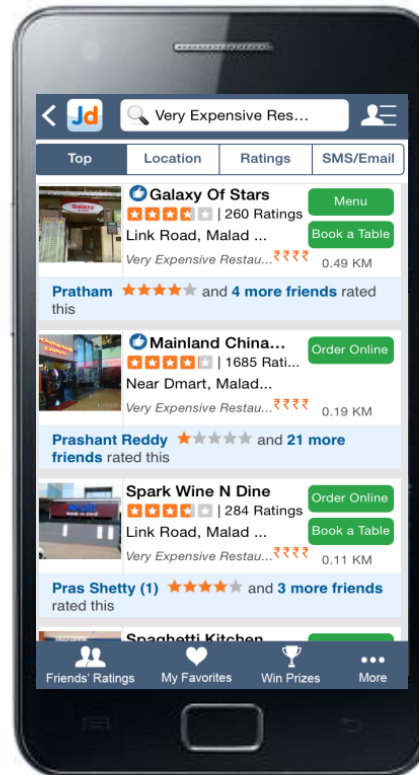 Jd
Very Expensive Res...
Top Location Ratings SMS/Email
Galaxy Of Stars
Menu
| 260 Ratings
Link Road, Malad ...
Book a Table
Very Expensive Restau...₹₹₹₹
0.49 KM
Pratham and 4 more friends rated
this
Mainland China...
Order Online
| 1685 Rati...
Near Dmart, Malad...
Very Expensive Restau...₹₹₹₹
0.19 KM
Prashant Reddy and 21 more
friends rated this
Spark Wine N Dine
Order Online
| 284 Ratings
Link Road, Malad ...
Book a Table
Very Expensive Restau...₹₹₹₹
0.11 KM
Pras Shetty (1) and 3 more friends
rated this
Spaghetti Kitchen
Friends' Ratings My Favorites Win Prizes More